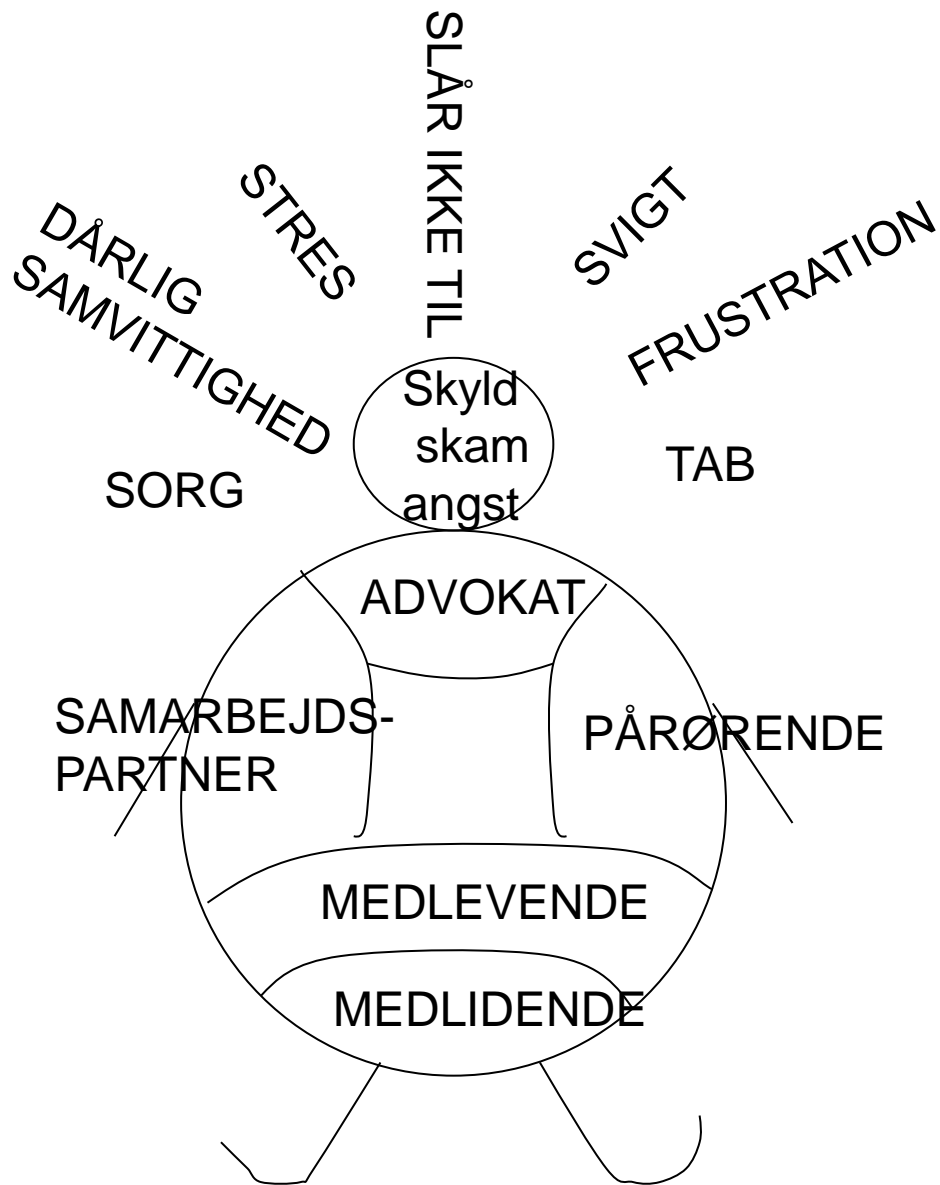 SLÅR IKKE TIL
STRES
SVIGT
DÅRLIG
SAMVITTIGHED
FRUSTRATION
Skyld
skam
angst
SORG
TAB
ADVOKAT
SAMARBEJDS-
PARTNER
PÅRØRENDE
MEDLEVENDE
MEDLIDENDE